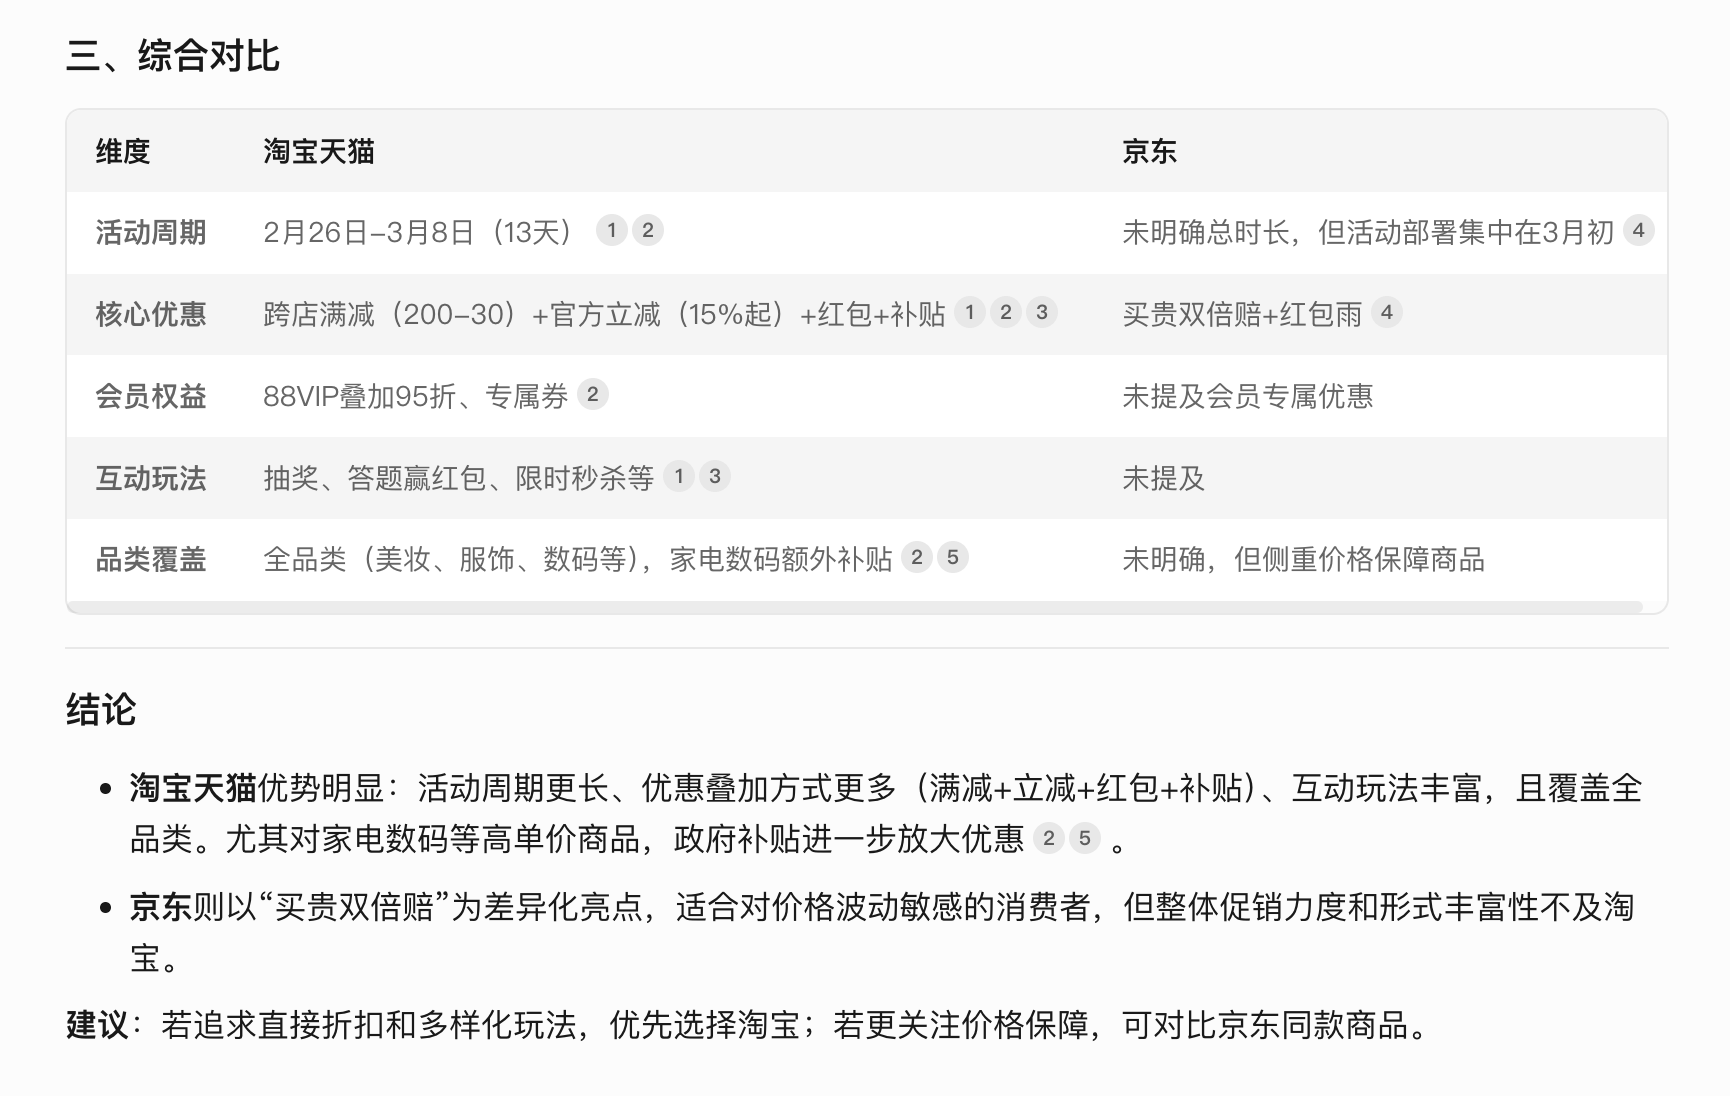 三、综合对比
维度 淘宝天猫 京东
活动周期 2月26日–3月8日（13天） 1 2 未明确总时长，但活动部署集中在3月初 4
核心优惠 跨店满减（200–30）+官方立减（15%起）+红包+补贴 1 2 3 买贵双倍赔+红包雨 4
会员权益 88VIP叠加95折、专属券 2 未提及会员专属优惠
互动玩法 抽奖、答题赢红包、限时秒杀等 1 3 未提及
品类覆盖 全品类（美妆、服饰、数码等），家电数码额外补贴 2 5 未明确，但侧重价格保障商品
结论
• 淘宝天猫优势明显：活动周期更长、优惠叠加方式更多（满减+立减+红包+补贴）、互动玩法丰富，且覆盖全
品类。尤其对家电数码等高单价商品，政府补贴进一步放大优惠 2 5 。
• 京东则以“买贵双倍赔”为差异化亮点，适合对价格波动敏感的消费者，但整体促销力度和形式丰富性不及淘
宝。
建议：若追求直接折扣和多样化玩法，优先选择淘宝；若更关注价格保障，可对比京东同款商品。